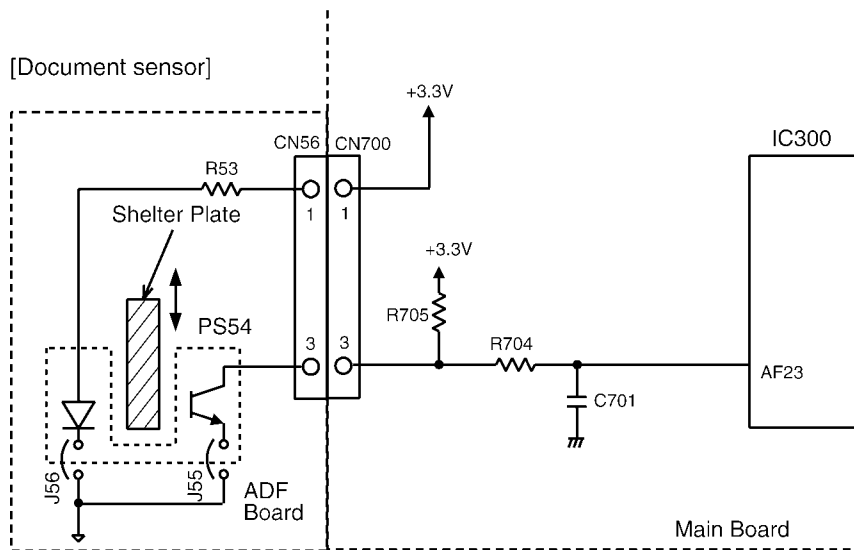 [Document sensor]
+3.3V
CN56 CN700
IC300
R53
1 1
Shelter Plate
+3.3V
PS54
R705
R704
3 3
AF23
C701
J56
J55
ADF
Board
Main Board